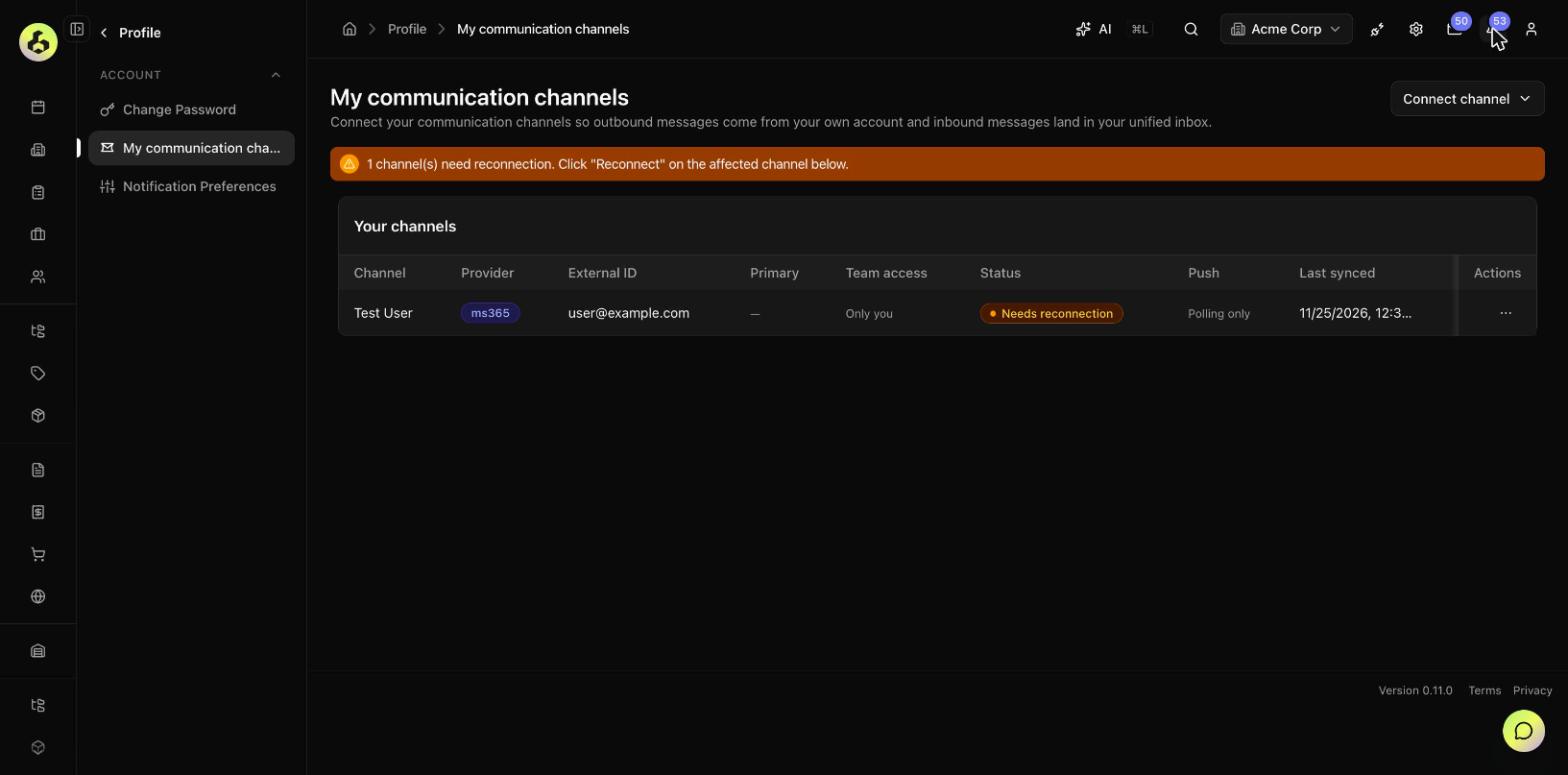 Profile
ACCOUNT
Change Password
My communication cha...
Notification Preferences
Profile
My communication channels
AI
⌘L
Acme Corp
50
53
My communication channels
Connect your communication channels so outbound messages come from your own account and inbound messages land in your unified inbox.
Connect channel
1 channel(s) need reconnection. Click "Reconnect" on the affected channel below.
Your channels
Channel Provider External ID Primary Team access Status Push Last synced Actions
Test User ms365 user@example.com — Only you Needs reconnection Polling only 11/25/2026, 12:3... ...
Version 0.11.0 Terms Privacy